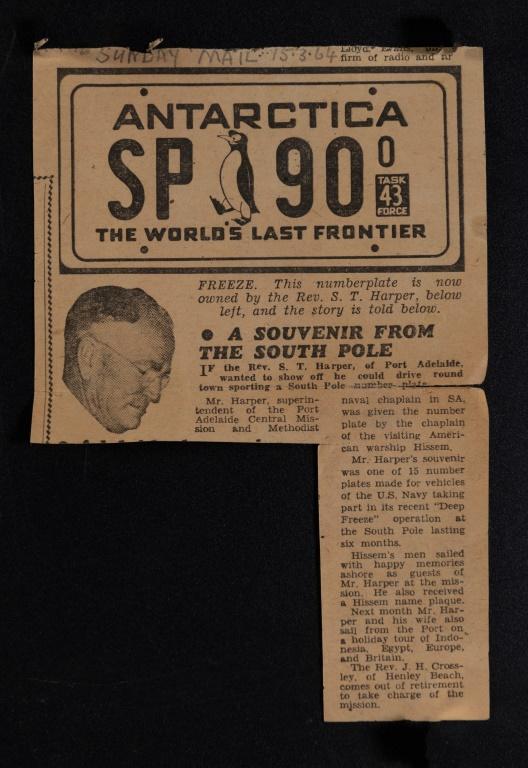 SUNDAY MAIL 15.3.64
firm of radio and
ANTARCTICA
SP 90⁰
TASK
43
FORCE
THE WORLD'S LAST FRONTIER
FREEZE. This numberplate is now
owned by the Rev. S. T. Harper, below
left, and the story is told below.
● A SOUVENIR FROM
THE SOUTH POLE
IF the Rev. S. T. Harper, of Port Adelaide,
wanted to show off he could drive round
town sporting a South Pole number plate.
Mr. Harper, superin-
tendent of the Port
Adelaide Central Mis-
sion and Methodist
naval chaplain in SA,
was given the number
plate by the chaplain
of the visiting Ameri-
can warship Hissem.
Mr. Harper's souvenir
was one of 15 number
plates made for vehicles
of the U.S. Navy taking
part in its recent "Deep
Freeze" operation at
the South Pole lasting
six months.
Hissem's men sailed
with happy memories
ashore as guests of
Mr. Harper at the mis-
sion. He also received
a Hissem name plaque.
Next month Mr. Har-
per and his wife also
sail from the Port on
a holiday tour of Indo-
nesia, Egypt, Europe,
and Britain.
The Rev. J. H. Cross-
ley, of Henley Beach,
comes out of retirement
to take charge of the
mission.